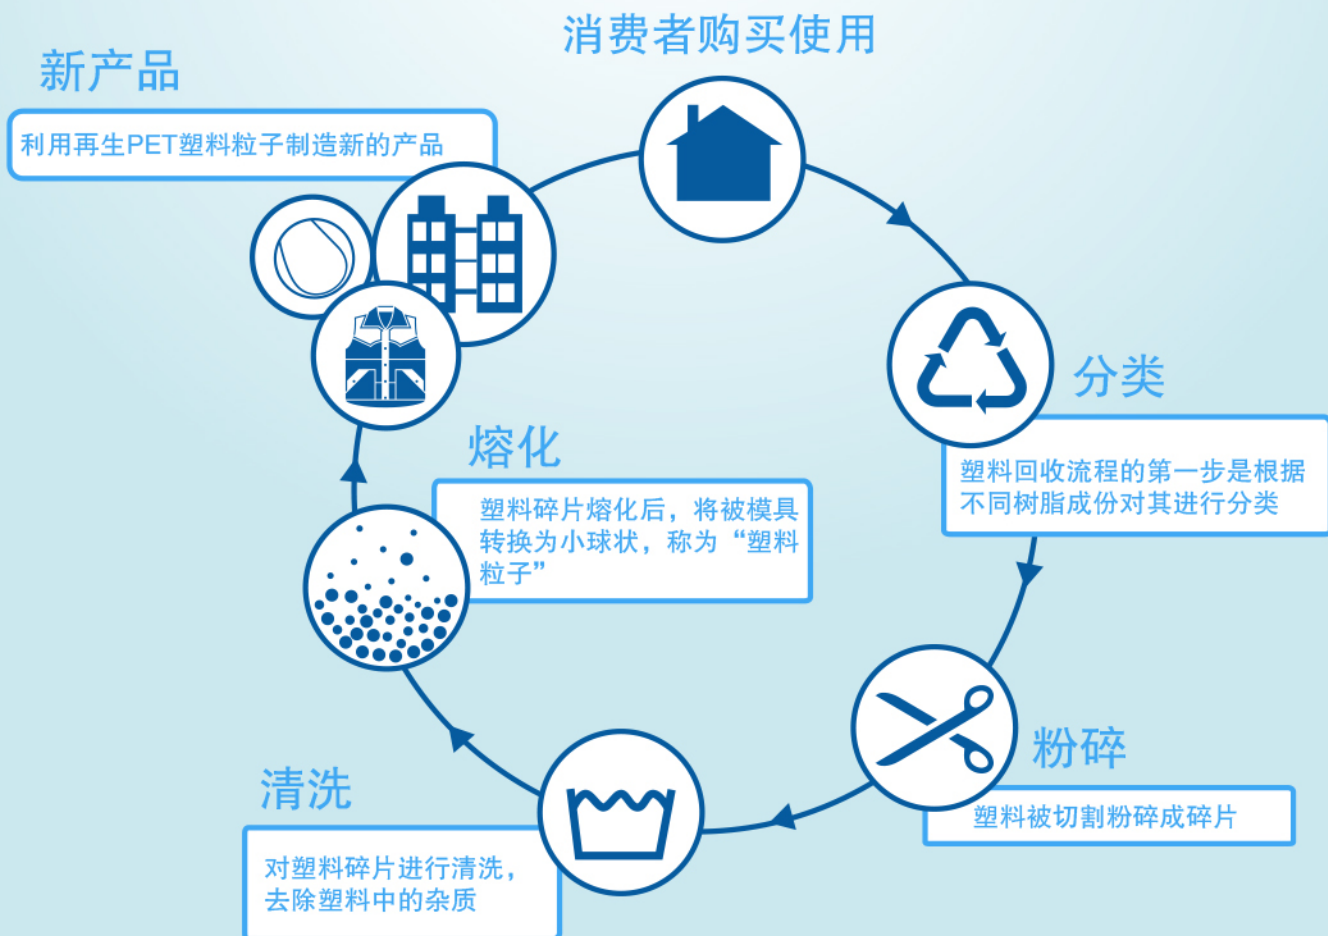 消费者购买使用
新产品
利用再生PET塑料粒子制造新的产品
分类
塑料回收流程的第一步是根据
不同树脂成份对其进行分类
熔化
塑料碎片熔化后，将被模具
转换为小球状，称为“塑料
粒子”
粉碎
塑料被切割粉碎成碎片
清洗
对塑料碎片进行清洗，
去除塑料中的杂质